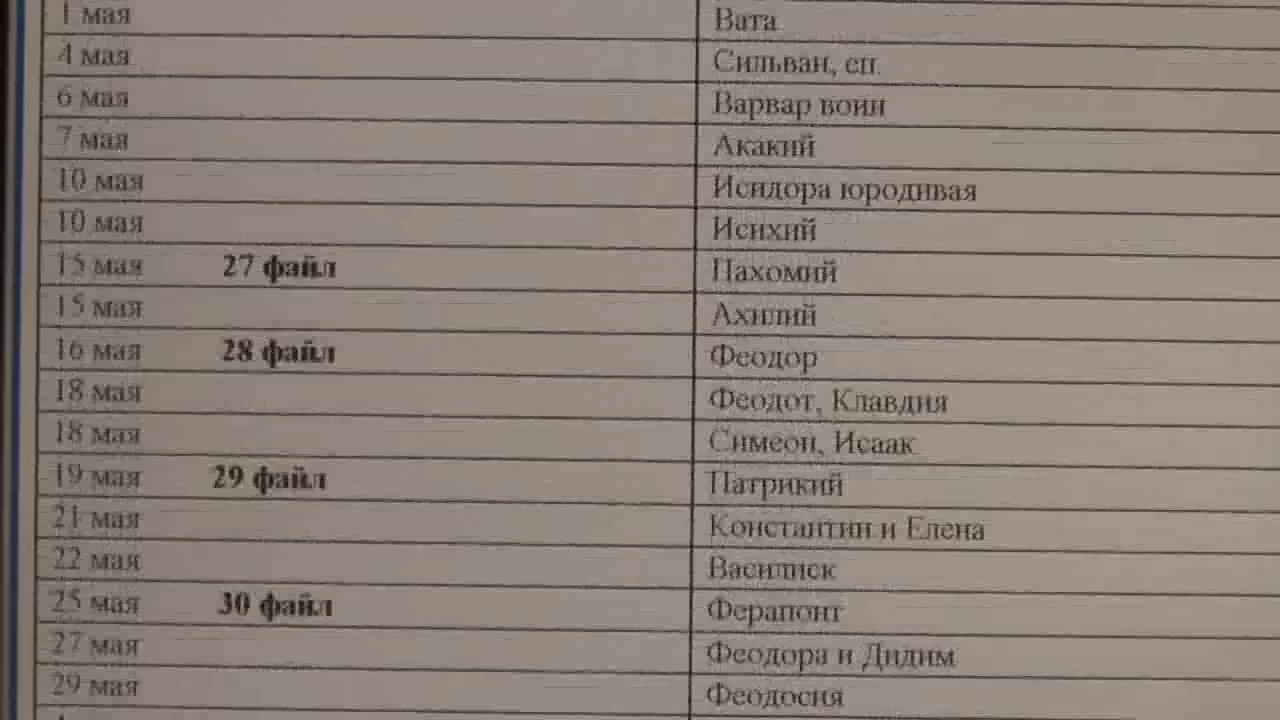 1 мая Вата
4 мая Сильван, еп.
6 мая Варвар воин
7 мая Акакий
10 мая Исидора юродивая
10 мая Исихий
15 мая 27 файл Пахомий
15 мая Ахилий
16 мая 28 файл Феодор
18 мая Феодот, Клавдия
18 мая Симеон, Исаак
19 мая 29 файл Патрикий
21 мая Константин и Елена
22 мая Василиск
25 мая 30 файл Ферапонт
27 мая Феодора и Дидим
29 мая Феодосия